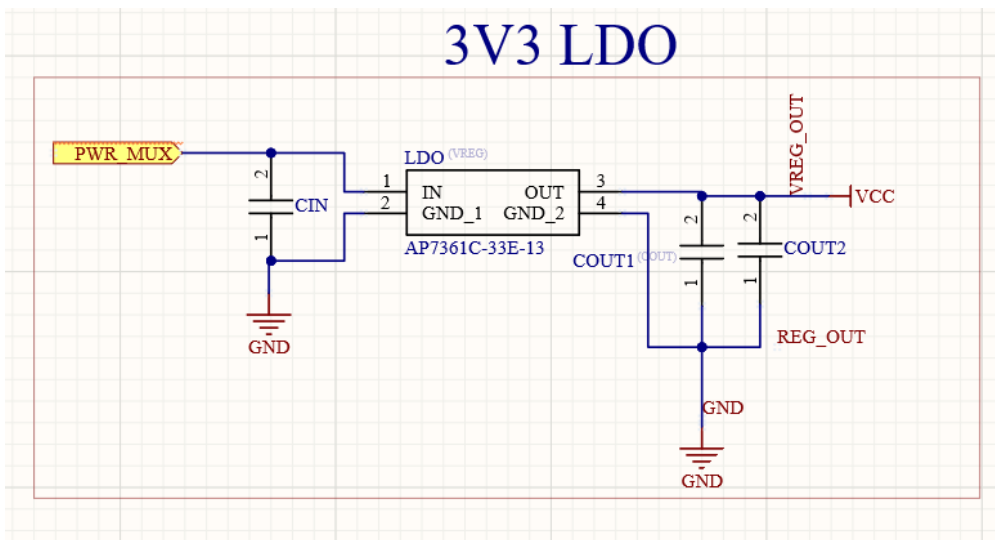 3V3 LDO
PWR_MUX
2
CIN
1
GND
LDO (VREG)
1
IN
OUT
3
2
GND_1
GND_2
4
AP7361C-33E-13
VREG_OUT
VCC
2
2
COUT1 (COUT)
COUT2
1
1
REG_OUT
GND
GND